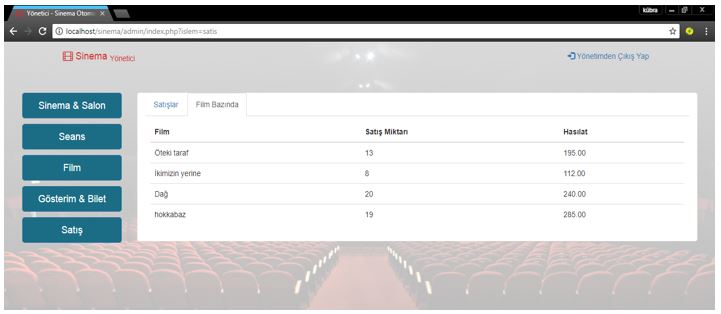 Yönetici - Sinema Otoma
kübra
localhost/sinema/admin/index.php?islem=satis
Sinema Yönetici
Yönetimden Çıkış Yap
Sinema & Salon
Seans
Film
Gösterim & Bilet
Satış
Satışlar Film Bazında
Film Satış Miktarı Hasılat
Öteki taraf 13 195.00
İkimizin yerine 8 112.00
Dağ 20 240.00
hokkabaz 19 285.00